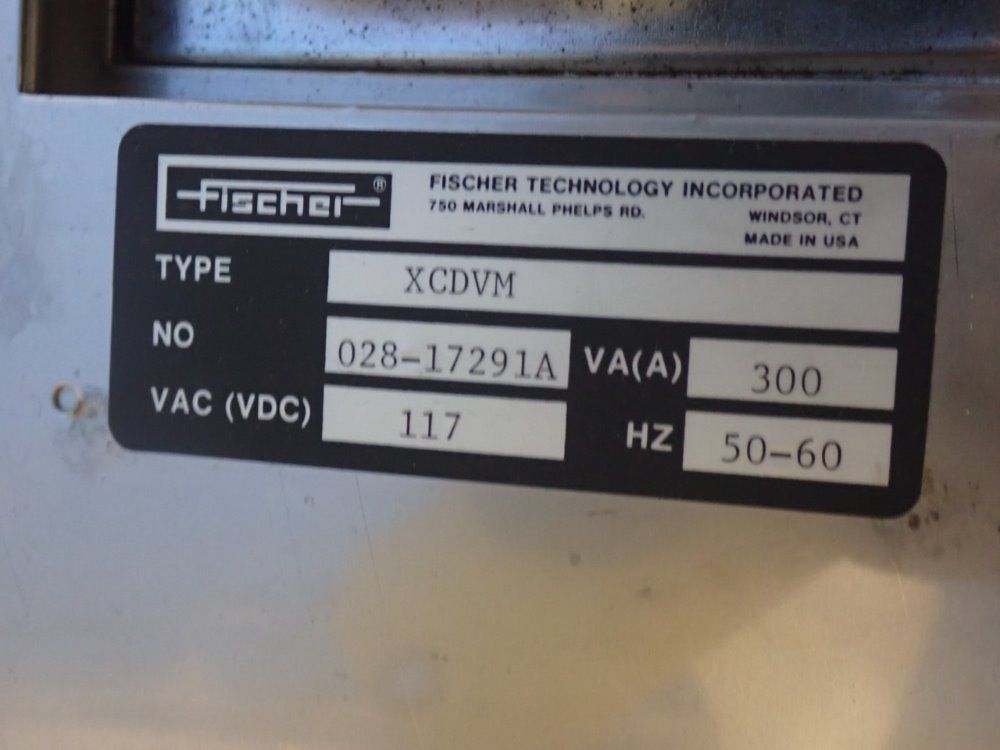 Fischer ®
FISCHER TECHNOLOGY INCORPORATED
750 MARSHALL PHELPS RD. WINDSOR, CT
MADE IN USA
TYPE XCDVM
NO 028-17291A VA(A) 300
VAC (VDC) 117 HZ 50-60